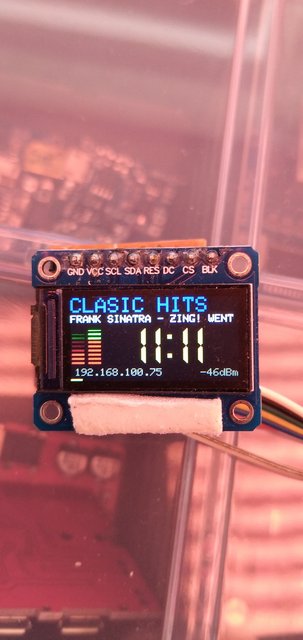 GND VCC SCL SDA RES DC CS BLK
CLASIC HITS
FRANK SINATRA - ZING! WENT
11:11
192.168.100.75 -46dBm